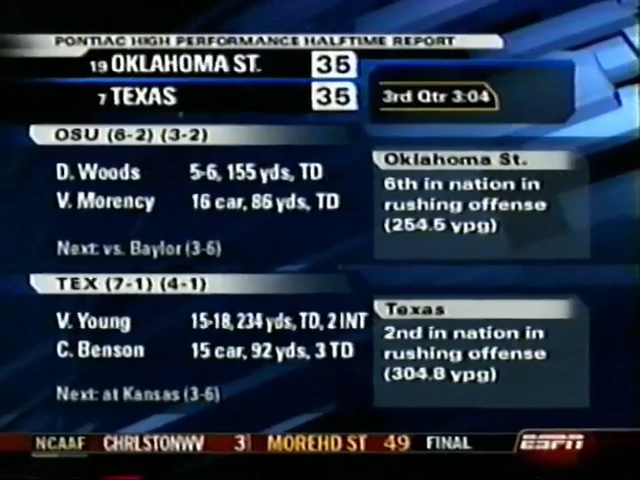 PONTIAC HIGH PERFORMANCE HALFTIME REPORT
19 OKLAHOMA ST. 35
7 TEXAS 35
3rd Qtr 3:04
OSU (6-2) (3-2)
D. Woods 5-6, 155 yds, TD
V. Morency 16 car, 86 yds, TD
Next: vs. Baylor (3-6)
Oklahoma St.
6th in nation in
rushing offense
(254.5 ypg)
TEX (7-1) (4-1)
V. Young 15-18, 234 yds, TD, 2 INT
C. Benson 15 car, 92 yds, 3 TD
Next: at Kansas (3-6)
Texas
2nd in nation in
rushing offense
(304.8 ypg)
NCAAF CHRLSTONWV 3 MOREHD ST 49 FINAL ESPN